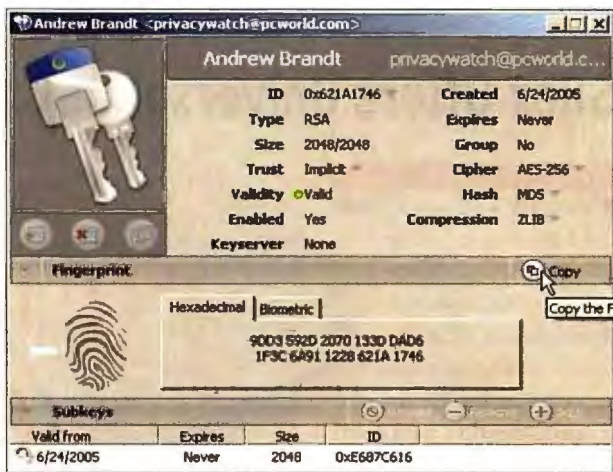 Andrew Brandt <privacywatch@pcworld.com>
Andrew Brandt privacywatch@pcworld.c...
ID 0x621A1746 Created 6/24/2005
Type RSA Expires Never
Size 2048/2048 Group No
Trust Implicit Cipher AES-256
Validity Valid Hash MD5
Enabled Yes Compression ZLIB
Keyserver None
Fingerprint Copy
Copy the F
Hexadecimal Biometric
90D3 592D 2070 133D DAD6
1F3C 6A91 1228 621A 1746
Subkeys
Valid from Expires Size ID
6/24/2005 Never 2048 0xE687C616